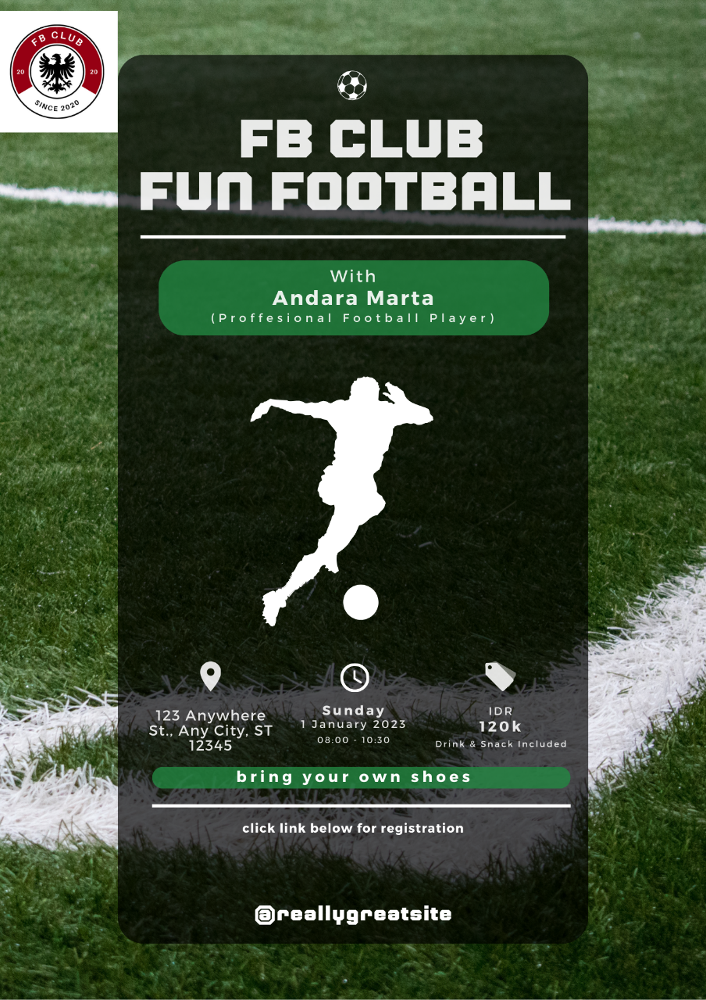 FB CLUB
20 20
SINCE 2020
FB CLUB
FUN FOOTBALL
With
Andara Marta
(Proffesional Football Player)
123 Anywhere
St., Any City, ST
12345
Sunday
1 January 2023
08:00 - 10:30
IDR
120k
Drink & Snack Included
bring your own shoes
click link below for registration
@reallygreatsite